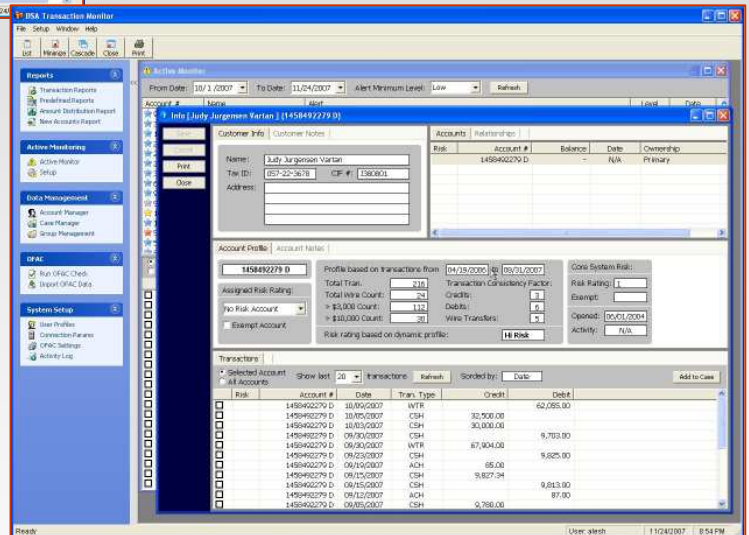 BSA Transaction Monitor
File Setup Window Help
List Minimize Cascade Close Print
Reports
Transaction Reports
Predefined Reports
Amount Distribution Report
New Accounts Report
Active Monitoring
Active Monitor
Setup
Data Management
Account Manager
Case Manager
Group Management
OFAC
Run OFAC Check
Import OFAC Data
System Setup
User Profiles
Connection Params
OFAC Settings
Activity Log
Active Monitor
From Date: 10/ 1 /2007 To Date: 11/24/2007 Alert Minimum Level: Low Refresh
Account # Name Alert Level Date
Info [Judy Jurgensen Vartan ] (1458492279 D)
Save
Cancel
Print
Close
Customer Info Customer Notes
Name: Judy Jurgensen Vartan
Tax ID: 057-22-3678 CIF #: J380801
Address:
Accounts Relationships
Risk Account # Balance Date Ownership
1458492279 D - N/A Primary
Account Profile Account Notes
1458492279 D
Assigned Risk Rating:
No Risk Account
Exempt Account
Profile based on transactions from 04/19/2006 to 08/31/2007
Total Tran. 216 Transaction Consistency Factor:
Total Wire Count: 24 Credits: 3
> $3,000 Count: 112 Debits: 6
> $10,000 Count: 38 Wire Transfers: 5
Risk rating based on dynamic profile: Hi Risk
Core System Risk:
Risk Rating: 1
Exempt:
Opened: 06/01/2004
Activity: N/A
Transactions
Selected Account
All Accounts
Show last 20 transactions Refresh Sorded by: Date Add to Case
Risk Account # Date Tran. Type Credit Debit
1458492279 D 10/09/2007 WTR 62,055.00
1458492279 D 10/05/2007 CSH 32,500.00
1458492279 D 10/03/2007 CSH 30,000.00
1458492279 D 09/30/2007 CSH 9,703.00
1458492279 D 09/30/2007 WTR 67,904.00
1458492279 D 09/23/2007 CSH 9,825.00
1458492279 D 09/19/2007 ACH 85.00
1458492279 D 09/15/2007 CSH 9,827.34
1458492279 D 09/15/2007 CSH 9,813.00
1458492279 D 09/12/2007 ACH 87.00
1458492279 D 09/05/2007 CSH 9,780.00
Ready User: atesh 11/24/2007 8:54 PM